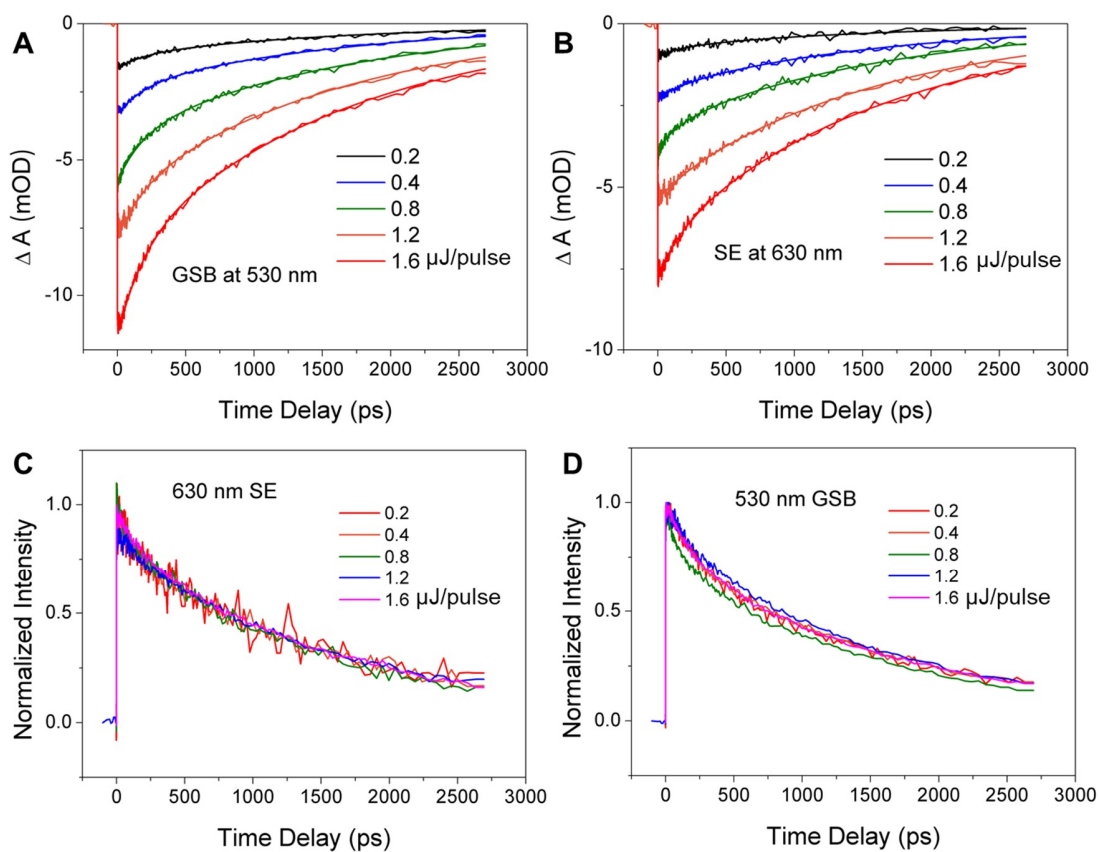 A
0
-5
-10
Δ A (mOD)
0.2
0.4
0.8
1.2
1.6 µJ/pulse
GSB at 530 nm
0 500 1000 1500 2000 2500 3000
Time Delay (ps)
B
0
-5
-10
Δ A (mOD)
0.2
0.4
0.8
1.2
1.6 µJ/pulse
SE at 630 nm
0 500 1000 1500 2000 2500 3000
Time Delay (ps)
C
630 nm SE
1.0
0.5
0.0
Normalized Intensity
0.2
0.4
0.8
1.2
1.6 µJ/pulse
0 500 1000 1500 2000 2500 3000
Time Delay (ps)
D
530 nm GSB
1.0
0.5
0.0
Normalized Intensity
0.2
0.4
0.8
1.2
1.6 µJ/pulse
0 500 1000 1500 2000 2500 3000
Time Delay (ps)